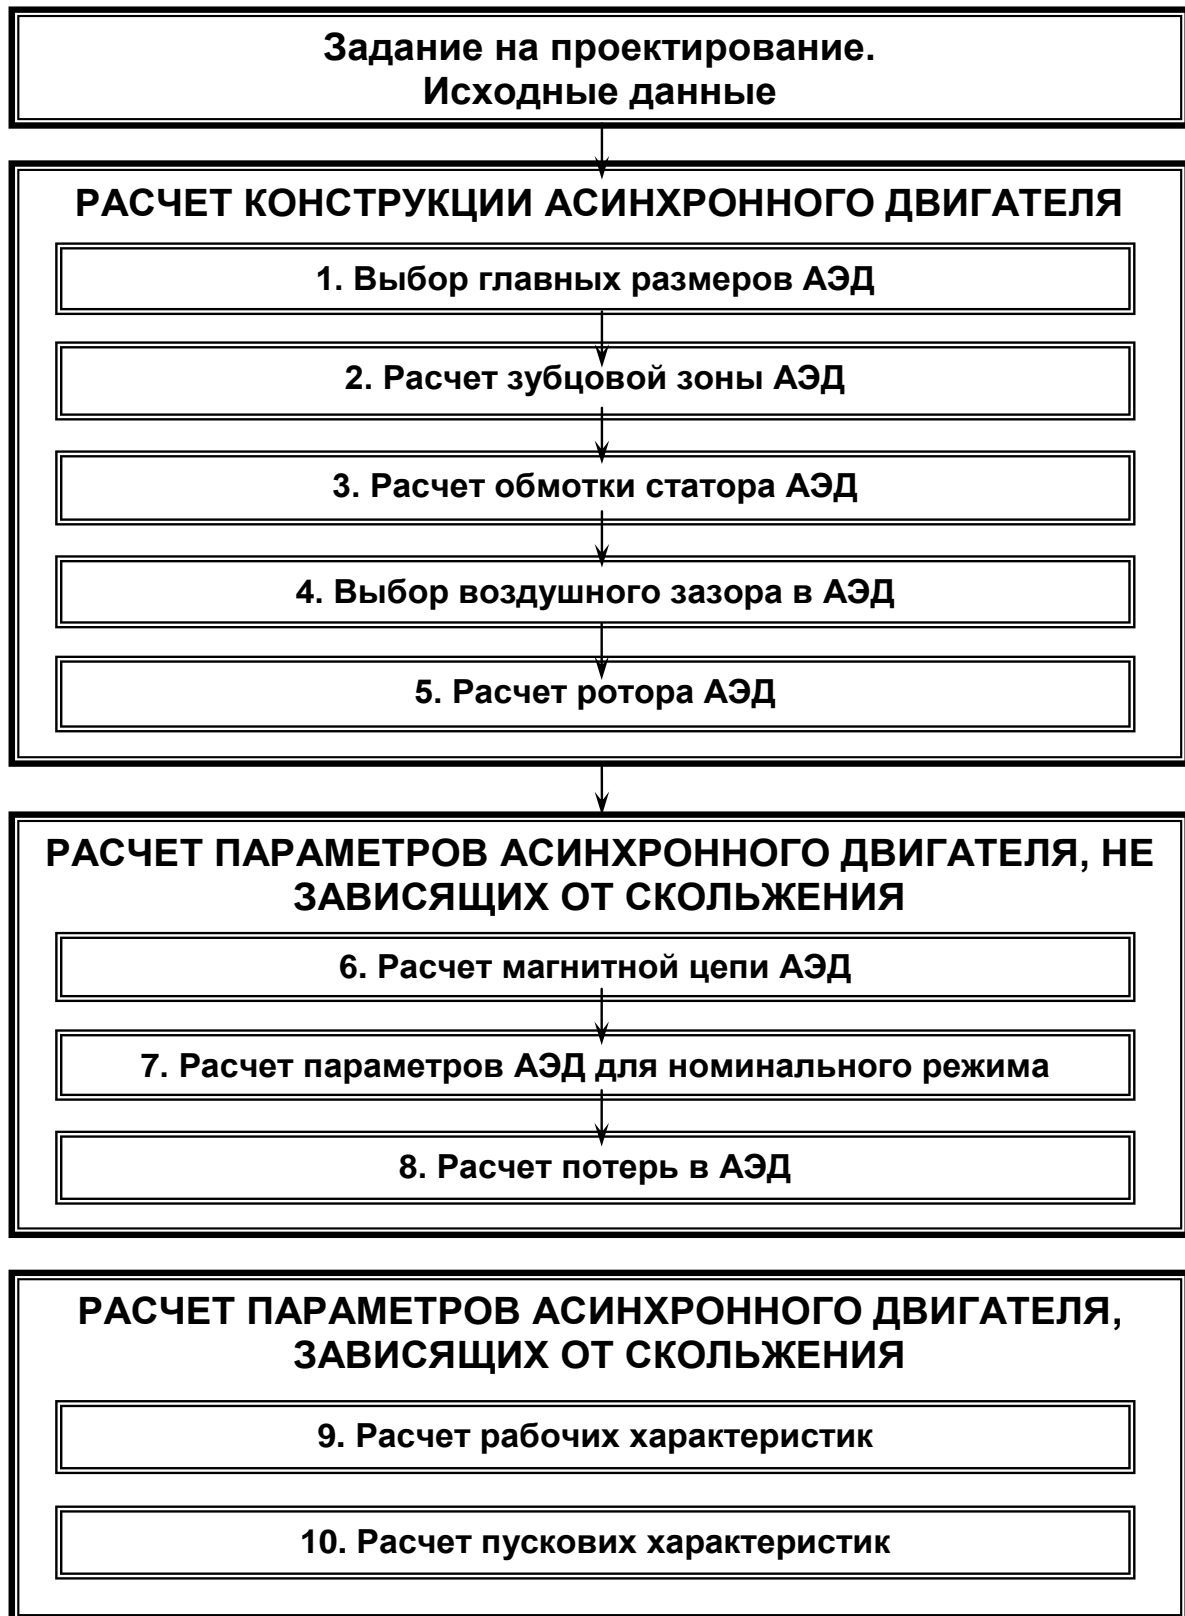 Задание на проектирование.
Исходные данные
РАСЧЕТ КОНСТРУКЦИИ АСИНХРОННОГО ДВИГАТЕЛЯ
1. Выбор главных размеров АЭД
2. Расчет зубцовой зоны АЭД
3. Расчет обмотки статора АЭД
4. Выбор воздушного зазора в АЭД
5. Расчет ротора АЭД
РАСЧЕТ ПАРАМЕТРОВ АСИНХРОННОГО ДВИГАТЕЛЯ, НЕ
ЗАВИСЯЩИХ ОТ СКОЛЬЖЕНИЯ
6. Расчет магнитной цепи АЭД
7. Расчет параметров АЭД для номинального режима
8. Расчет потерь в АЭД
РАСЧЕТ ПАРАМЕТРОВ АСИНХРОННОГО ДВИГАТЕЛЯ,
ЗАВИСЯЩИХ ОТ СКОЛЬЖЕНИЯ
9. Расчет рабочих характеристик
10. Расчет пускових характеристик